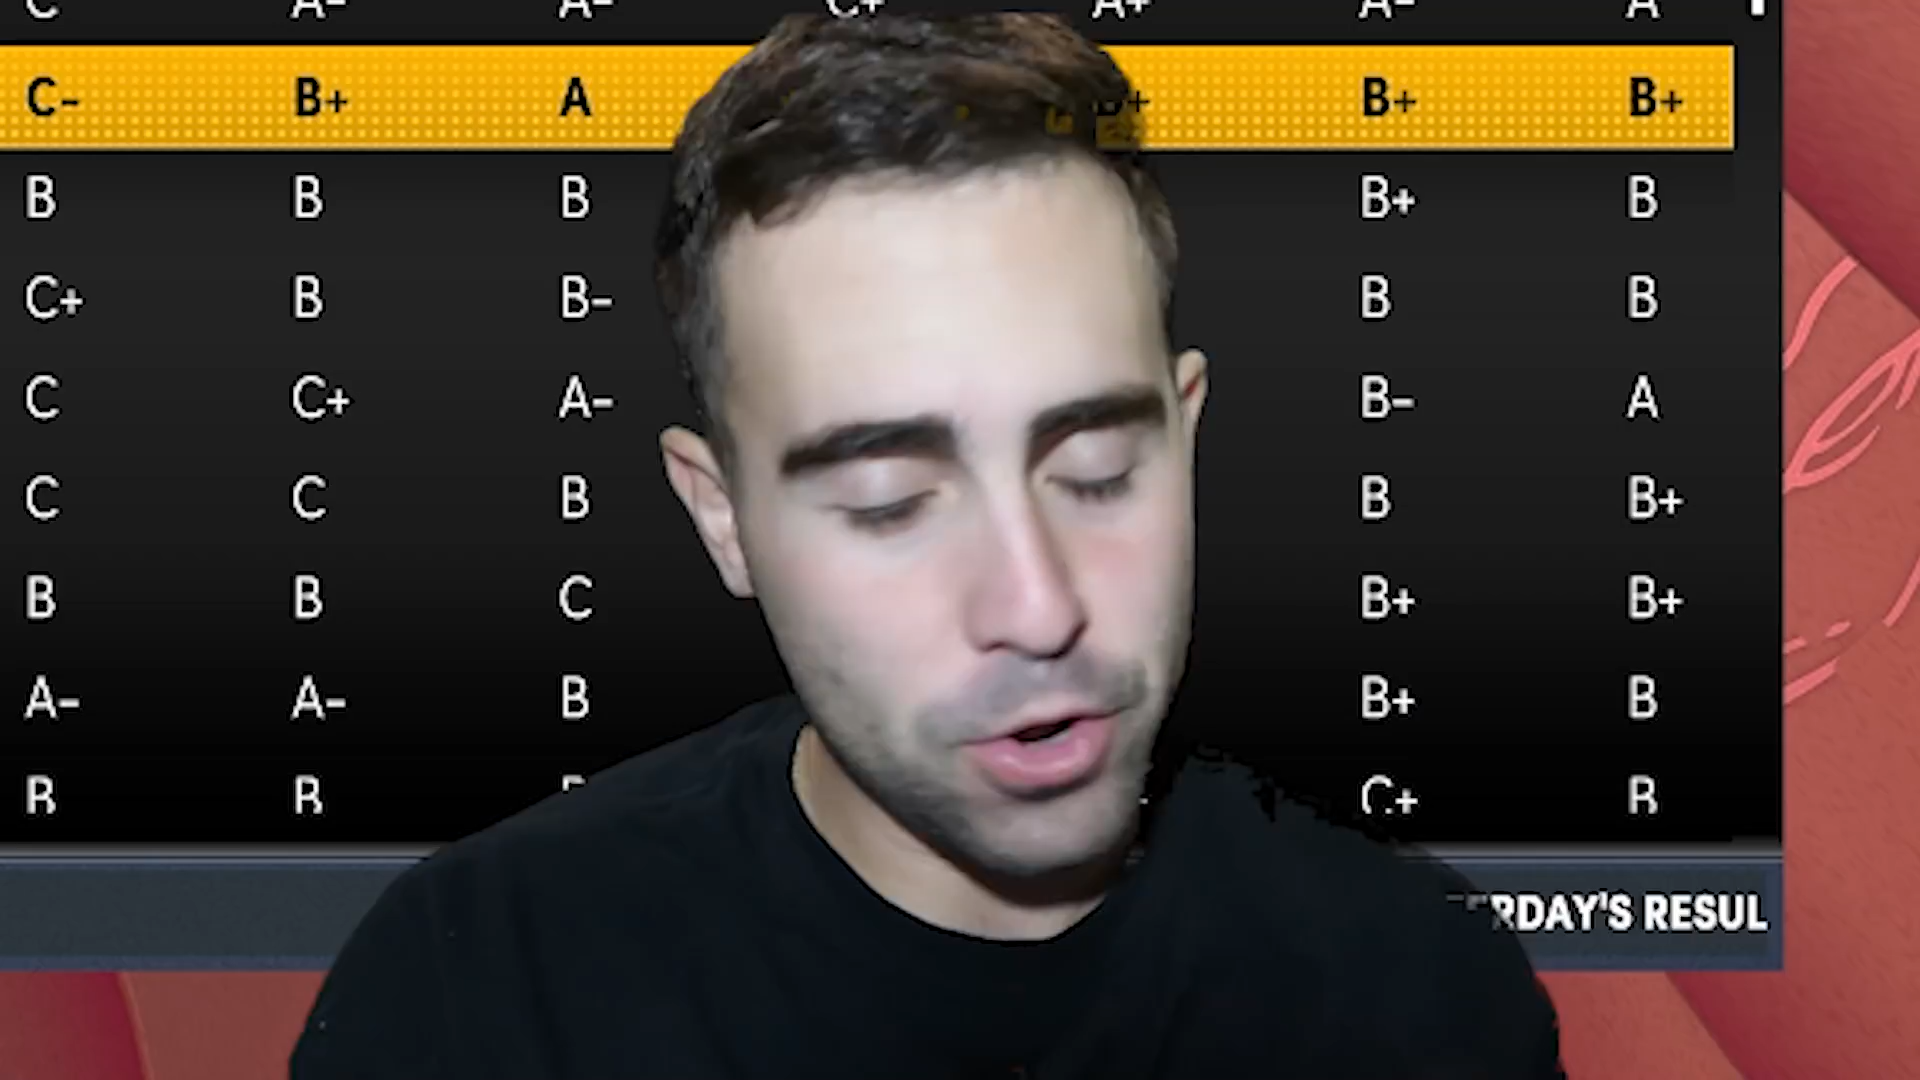 C A- A- C+ A+ A- A
C- B+ A B+ B+
B B B B+ B
C+ B B- B B
C C+ A- B- A
C C B B B+
B B C B+ B+
A- A- B B+ B
B B C+ B
RDAY'S RESUL